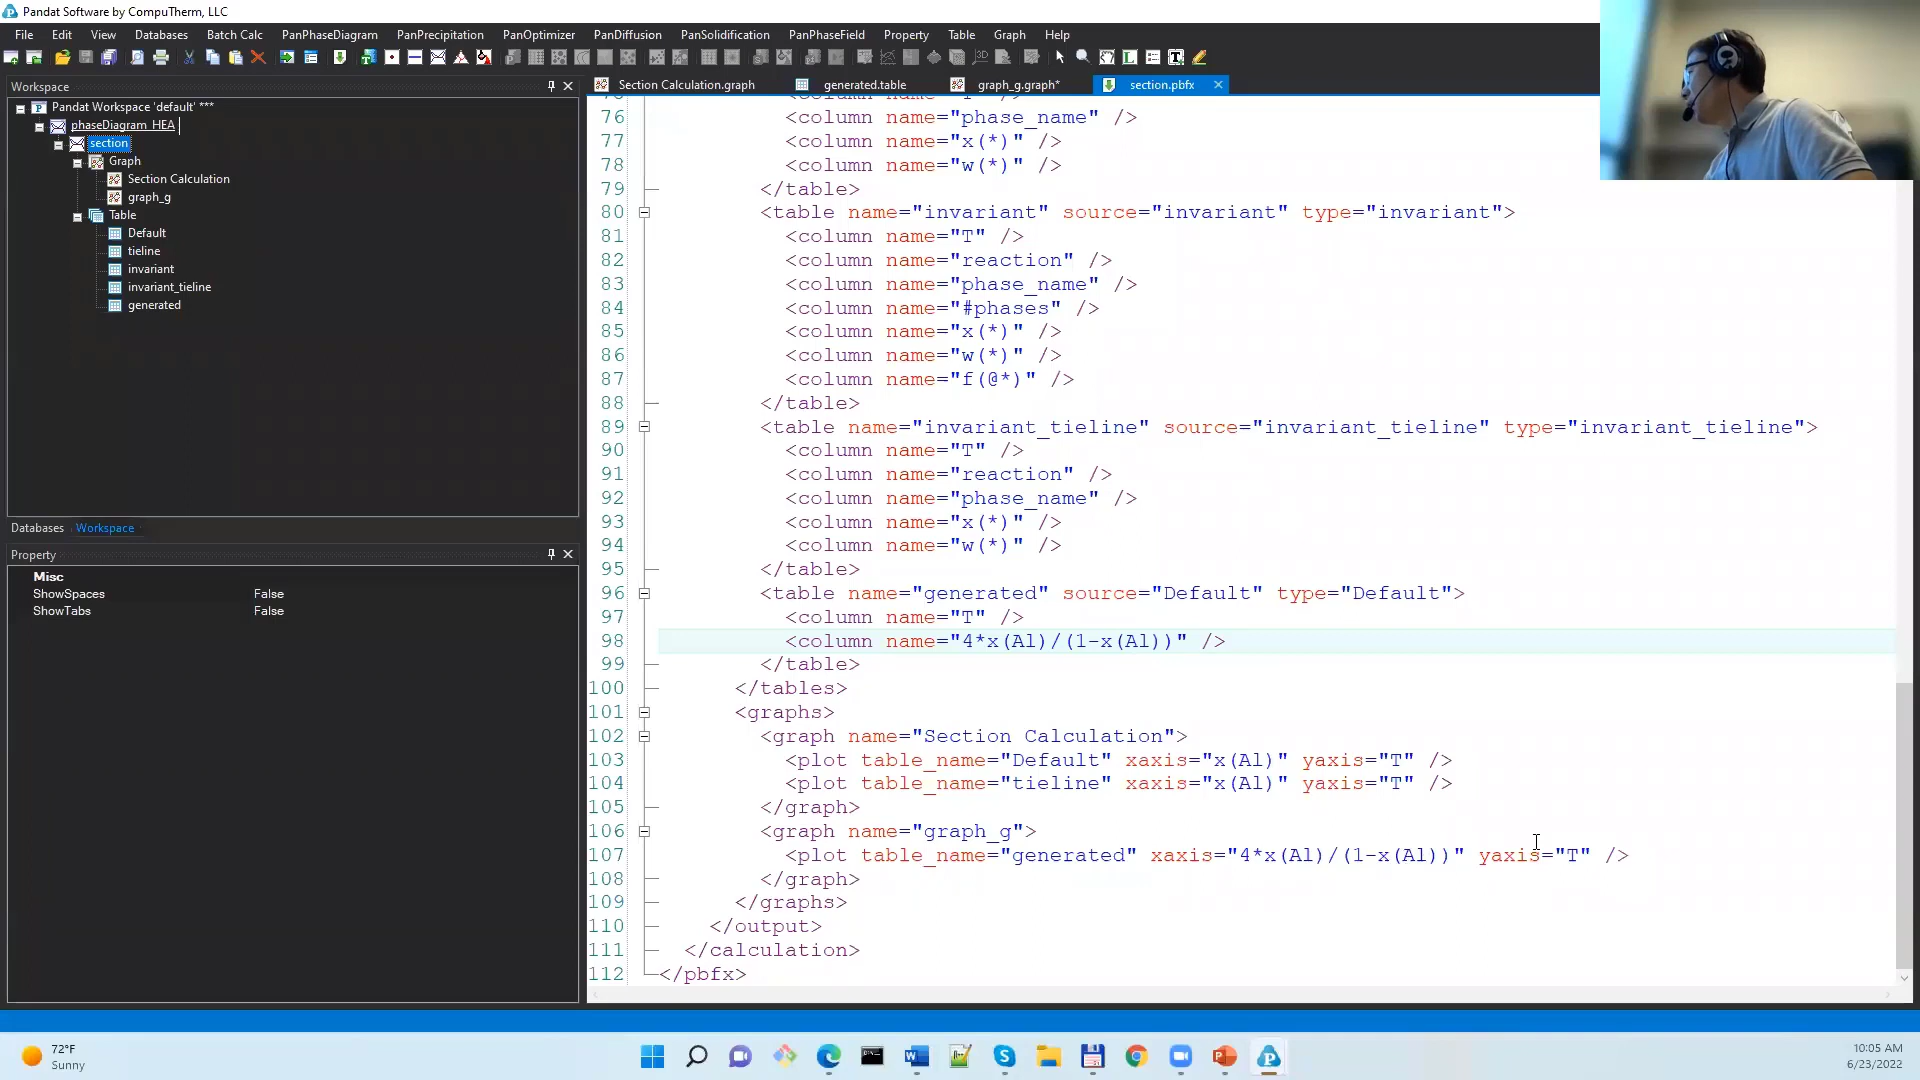 Pandat Software by CompuTherm, LLC
File Edit View Databases Batch Calc PanPhaseDiagram PanPrecipitation PanOptimizer PanDiffusion PanSolidification PanPhaseField Property Table Graph Help
Workspace
Section Calculation.graph generated.table graph_g.graph* section.pbfx
Pandat Workspace 'default' ***
phaseDiagram_HEA
section
Graph
Section Calculation
graph_g
Table
Default
tieline
invariant
invariant_tieline
generated
Databases Workspace
Property
Misc
ShowSpaces False
ShowTabs False
76 <column name="phase_name" />
77 <column name="x(*)" />
78 <column name="w(*)" />
79 </table>
80 <table name="invariant" source="invariant" type="invariant">
81 <column name="T" />
82 <column name="reaction" />
83 <column name="phase_name" />
84 <column name="#phases" />
85 <column name="x(*)" />
86 <column name="w(*)" />
87 <column name="f(@*)" />
88 </table>
89 <table name="invariant_tieline" source="invariant_tieline" type="invariant_tieline">
90 <column name="T" />
91 <column name="reaction" />
92 <column name="phase_name" />
93 <column name="x(*)" />
94 <column name="w(*)" />
95 </table>
96 <table name="generated" source="Default" type="Default">
97 <column name="T" />
98 <column name="4*x(Al)/(1-x(Al))" />
99 </table>
100 </tables>
101 <graphs>
102 <graph name="Section Calculation">
103 <plot table_name="Default" xaxis="x(Al)" yaxis="T" />
104 <plot table_name="tieline" xaxis="x(Al)" yaxis="T" />
105 </graph>
106 <graph name="graph_g">
107 <plot table_name="generated" xaxis="4*x(Al)/(1-x(Al))" yaxis="T" />
108 </graph>
109 </graphs>
110 </output>
111 </calculation>
112 </pbfx>
72°F
Sunny
10:05 AM
6/23/2022